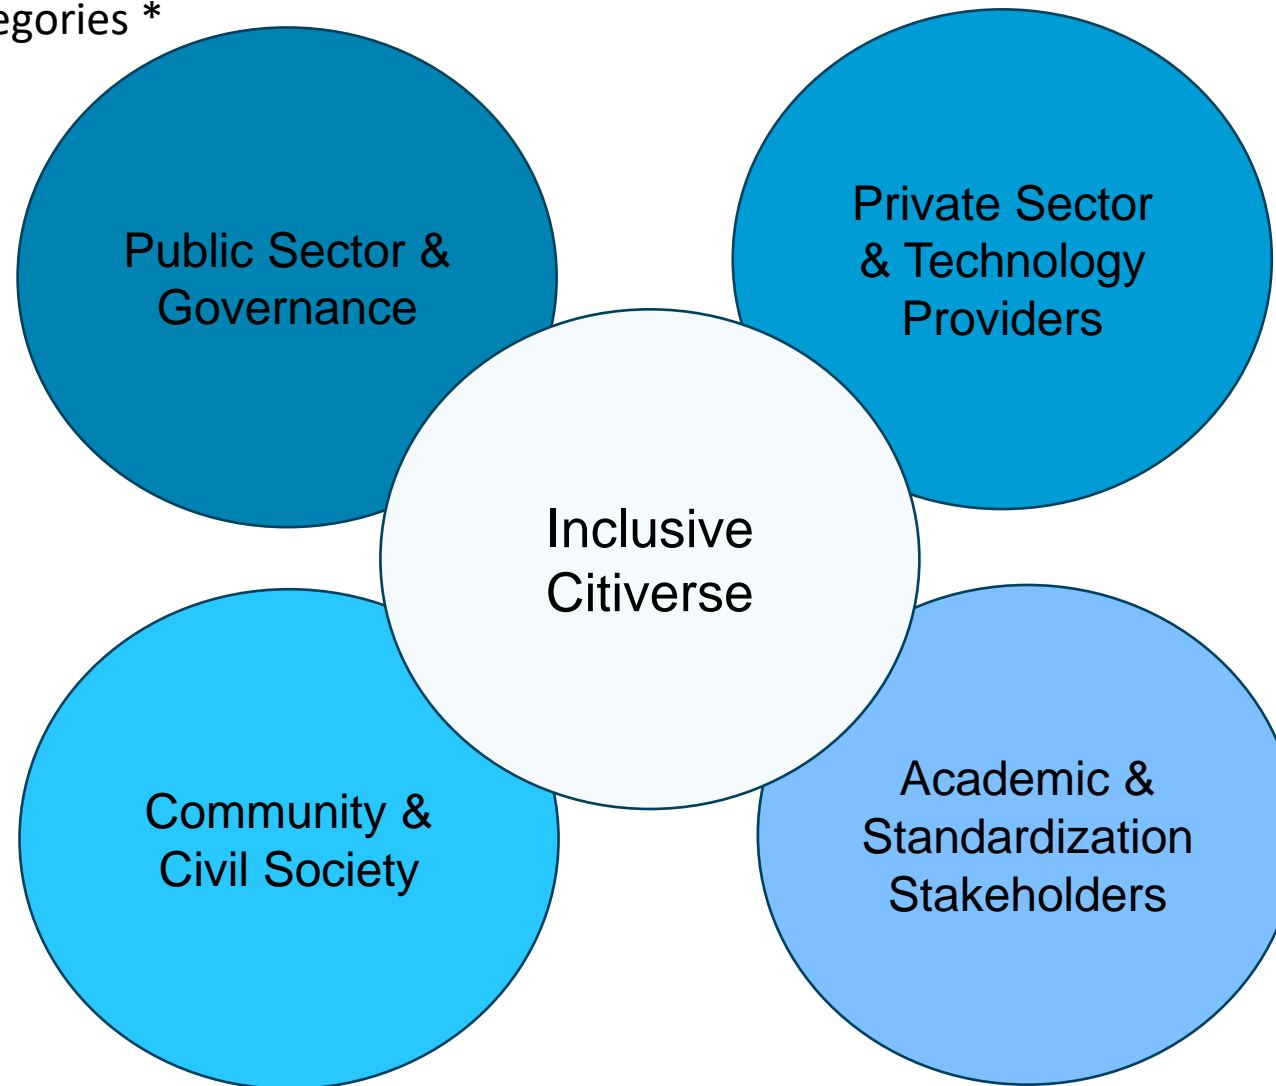 egories *
Public Sector &
Governance
Private Sector
& Technology
Providers
Inclusive
Citiverse
Community &
Civil Society
Academic &
Standardization
Stakeholders